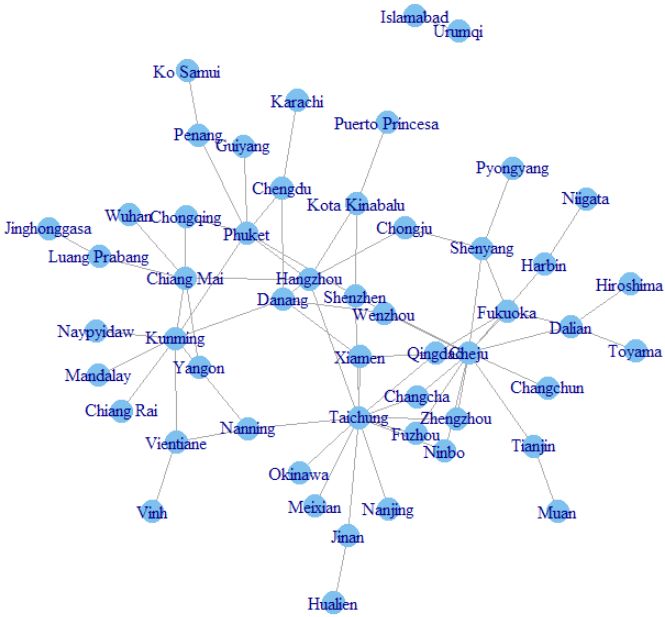 Islamabad
Urumqi
Ko Samui
Karachi
Puerto Princesa
Penang
Guiyang
Pyongyang
Chengdu
Niigata
Kota Kinabalu
Wuhan
Chongqing
Jinghonggasa
Phuket
Chongju
Shenyang
Luang Prabang
Harbin
Chiang Mai
Hangzhou
Hiroshima
Danang
Shenzhen
Wenzhou
Fukuoka
Dalian
Naypyidaw
Kunming
Toyama
Xiamen
Qingdao
Cheju
Mandalay
Yangon
Changcha
Changchun
Chiang Rai
Taichung
Zhengzhou
Nanning
Fuzhou
Vientiane
Ninbo
Tianjin
Okinawa
Meixian
Nanjing
Vinh
Muan
Jinan
Hualien